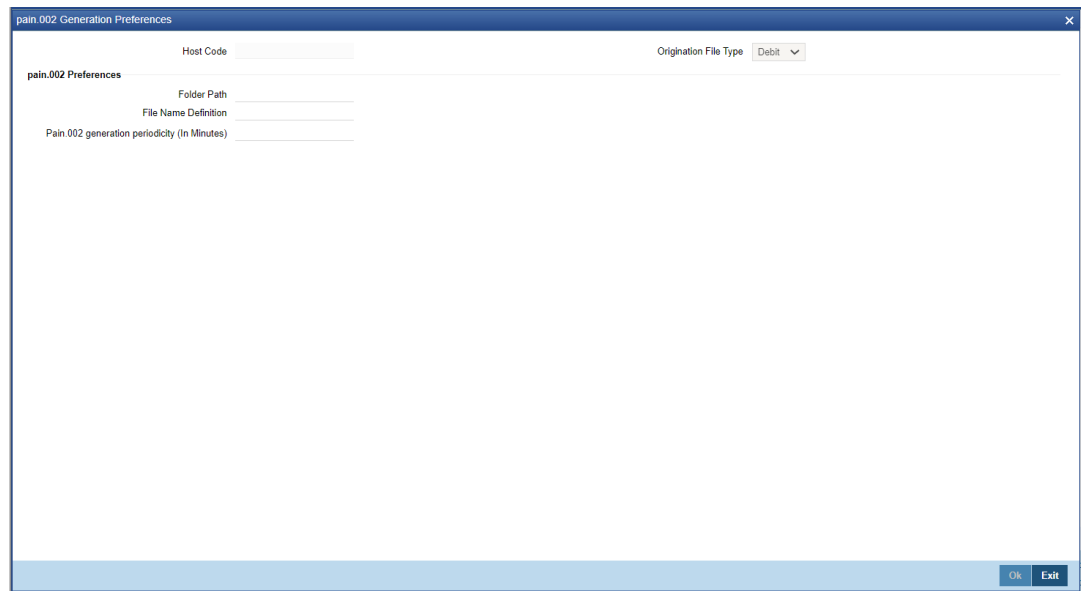 pain.002 Generation Preferences
Host Code
Origination File Type Debit
pain.002 Preferences
Folder Path
File Name Definition
Pain.002 generation periodicity (In Minutes)
Ok Exit